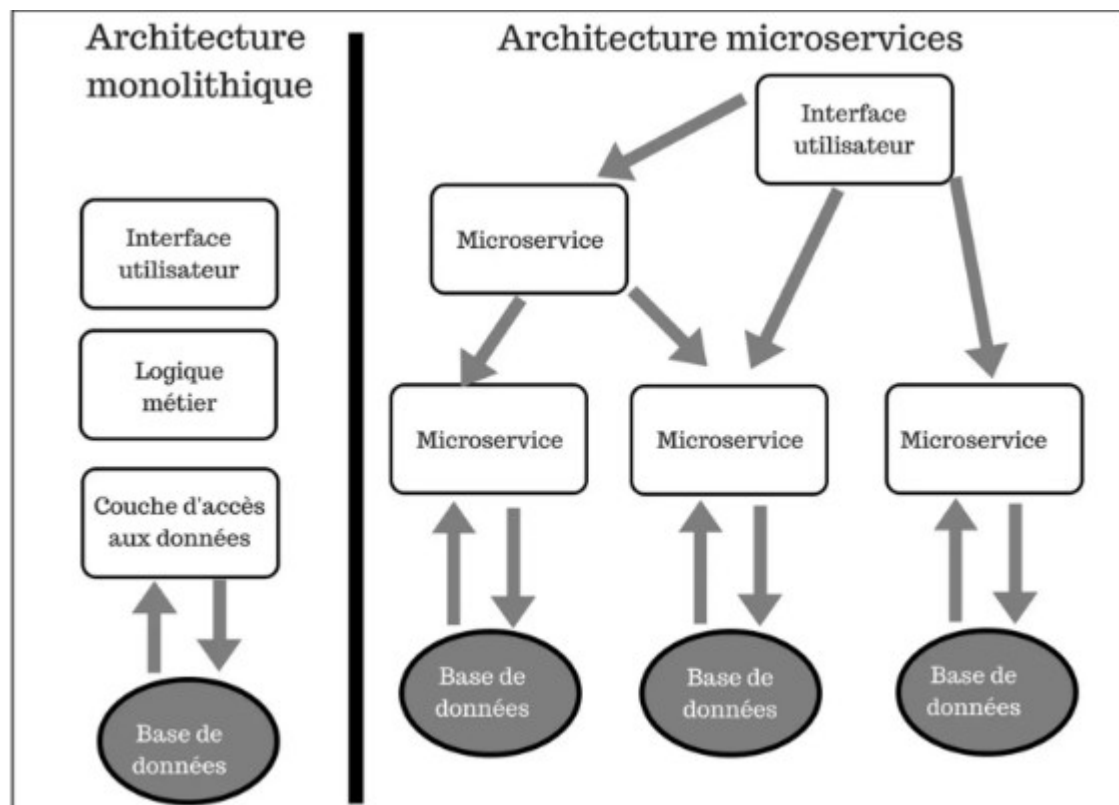 Architecture
monolithique
Interface
utilisateur
Logique
métier
Couche d'accès
aux données
Base de
données
Architecture microservices
Interface
utilisateur
Microservice
Microservice
Microservice
Microservice
Base de
données
Base de
données
Base de
données